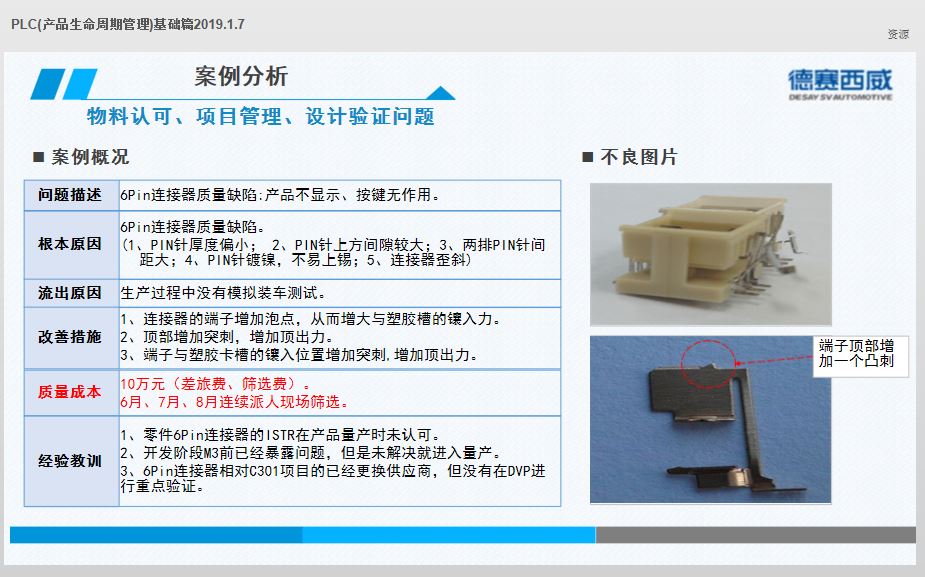 PLC(产品生命周期管理)基础篇2019.1.7
资源
案例分析
德赛西威
DESAY SV AUTOMOTIVE
物料认可、项目管理、设计验证问题
■ 案例概况
■ 不良图片
问题描述
6Pin连接器质量缺陷:产品不显示、按键无作用。
根本原因
6Pin连接器质量缺陷。
(1、PIN针厚度偏小； 2、PIN针上方间隙较大；3、两排PIN针间
距大；4、PIN针镀镍，不易上锡；5、连接器歪斜)
流出原因
生产过程中没有模拟装车测试。
改善措施
1、连接器的端子增加泡点，从而增大与塑胶槽的镶入力。
2、顶部增加突刺，增加顶出力。
3、端子与塑胶卡槽的镶入位置增加突刺,增加顶出力。
质量成本
10万元（差旅费、筛选费）。
6月、7月、8月连续派人现场筛选。
经验教训
1、零件6Pin连接器的ISTR在产品量产时未认可。
2、开发阶段M3前已经暴露问题，但是未解决就进入量产。
3、6Pin连接器相对C301项目的已经更换供应商，但没有在DVP进
行重点验证。
端子顶部增
加一个凸刺